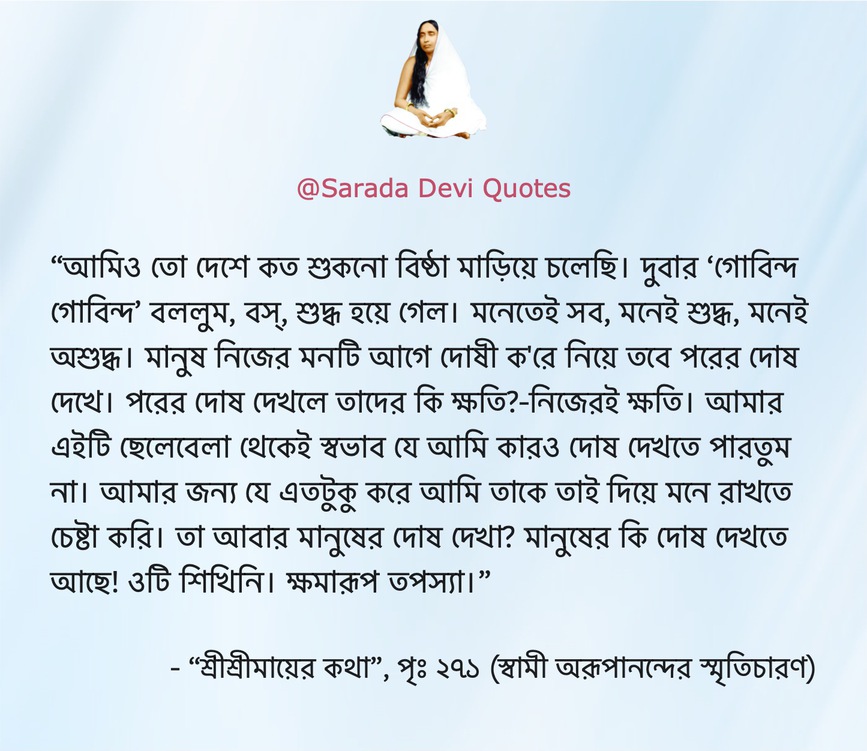 @Sarada Devi Quotes
“আমিও তো দেশে কত শুকনো বিষ্ঠা মাড়িয়ে চলেছি। দুবার ‘গোবিন্দ
গোবিন্দ’ বললুম, বস্, শুদ্ধ হয়ে গেল। মনেতেই সব, মনেই শুদ্ধ, মনেই
অশুদ্ধ। মানুষ নিজের মনটি আগে দোষী ক'রে নিয়ে তবে পরের দোষ
দেখে। পরের দোষ দেখলে তাদের কি ক্ষতি?-নিজেরই ক্ষতি। আমার
এইটি ছেলেবেলা থেকেই স্বভাব যে আমি কারও দোষ দেখতে পারতুম
না। আমার জন্য যে এতটুকু করে আমি তাকে তাই দিয়ে মনে রাখতে
চেষ্টা করি। তা আবার মানুষের দোষ দেখা? মানুষের কি দোষ দেখতে
আছে! ওটি শিখিনি। ক্ষমারূপ তপস্যা।”
- “শ্রীশ্রীমায়ের কথা”, পৃঃ ২৭১ (স্বামী অরূপানন্দের স্মৃতিচারণ)